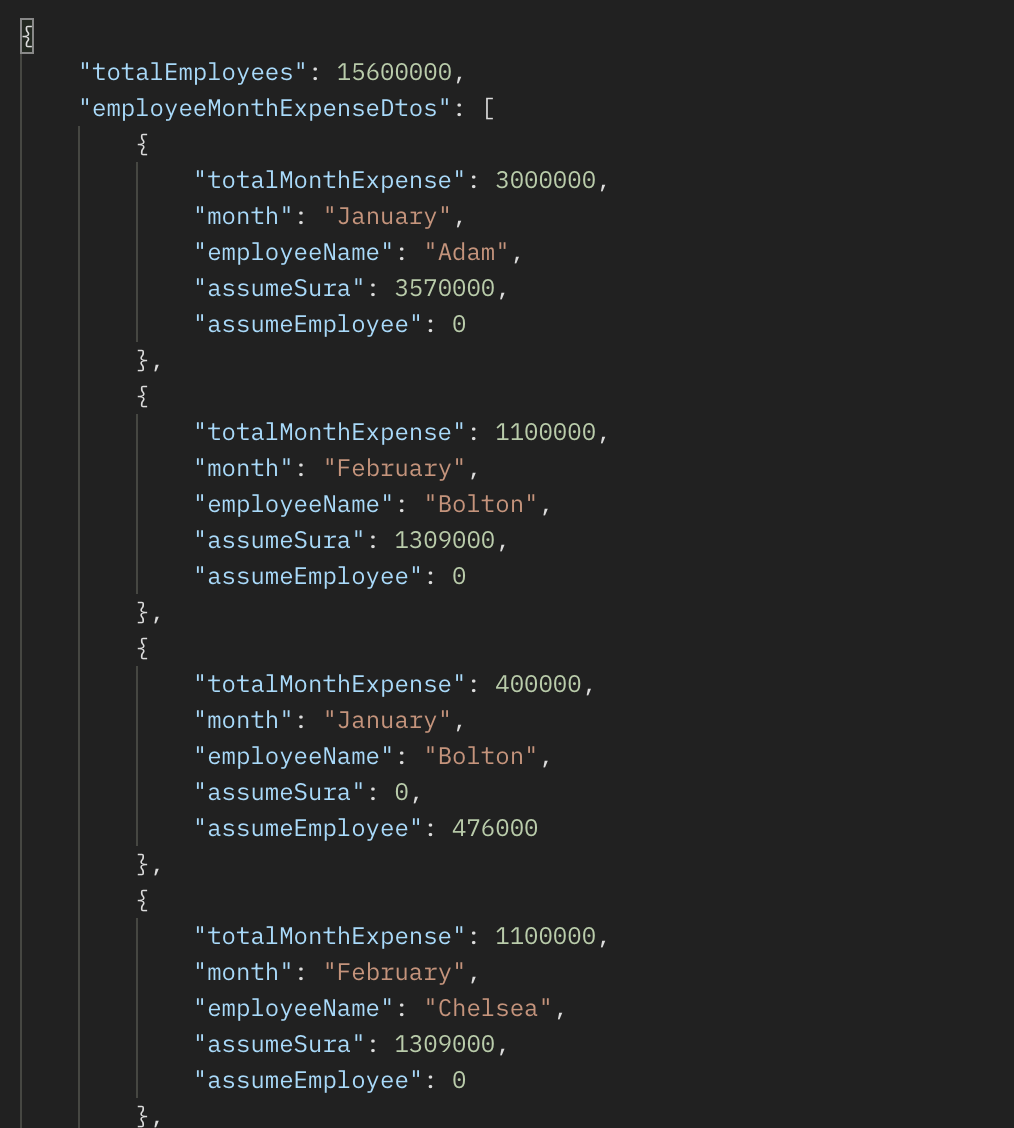 {
"totalEmployees": 15600000,
"employeeMonthExpenseDtos": [
{
"totalMonthExpense": 3000000,
"month": "January",
"employeeName": "Adam",
"assumeSura": 3570000,
"assumeEmployee": 0
},
{
"totalMonthExpense": 1100000,
"month": "February",
"employeeName": "Bolton",
"assumeSura": 1309000,
"assumeEmployee": 0
},
{
"totalMonthExpense": 400000,
"month": "January",
"employeeName": "Bolton",
"assumeSura": 0,
"assumeEmployee": 476000
},
{
"totalMonthExpense": 1100000,
"month": "February",
"employeeName": "Chelsea",
"assumeSura": 1309000,
"assumeEmployee": 0
},